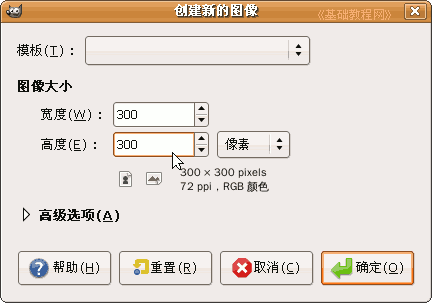 创建新的图像
《基础教程网》
模板(T)：
图像大小
宽度(W)： 300
高度(E)： 300 像素
300 × 300 pixels
72 ppi，RGB 颜色
高级选项(A)
帮助(H) 重置(R) 取消(C) 确定(O)